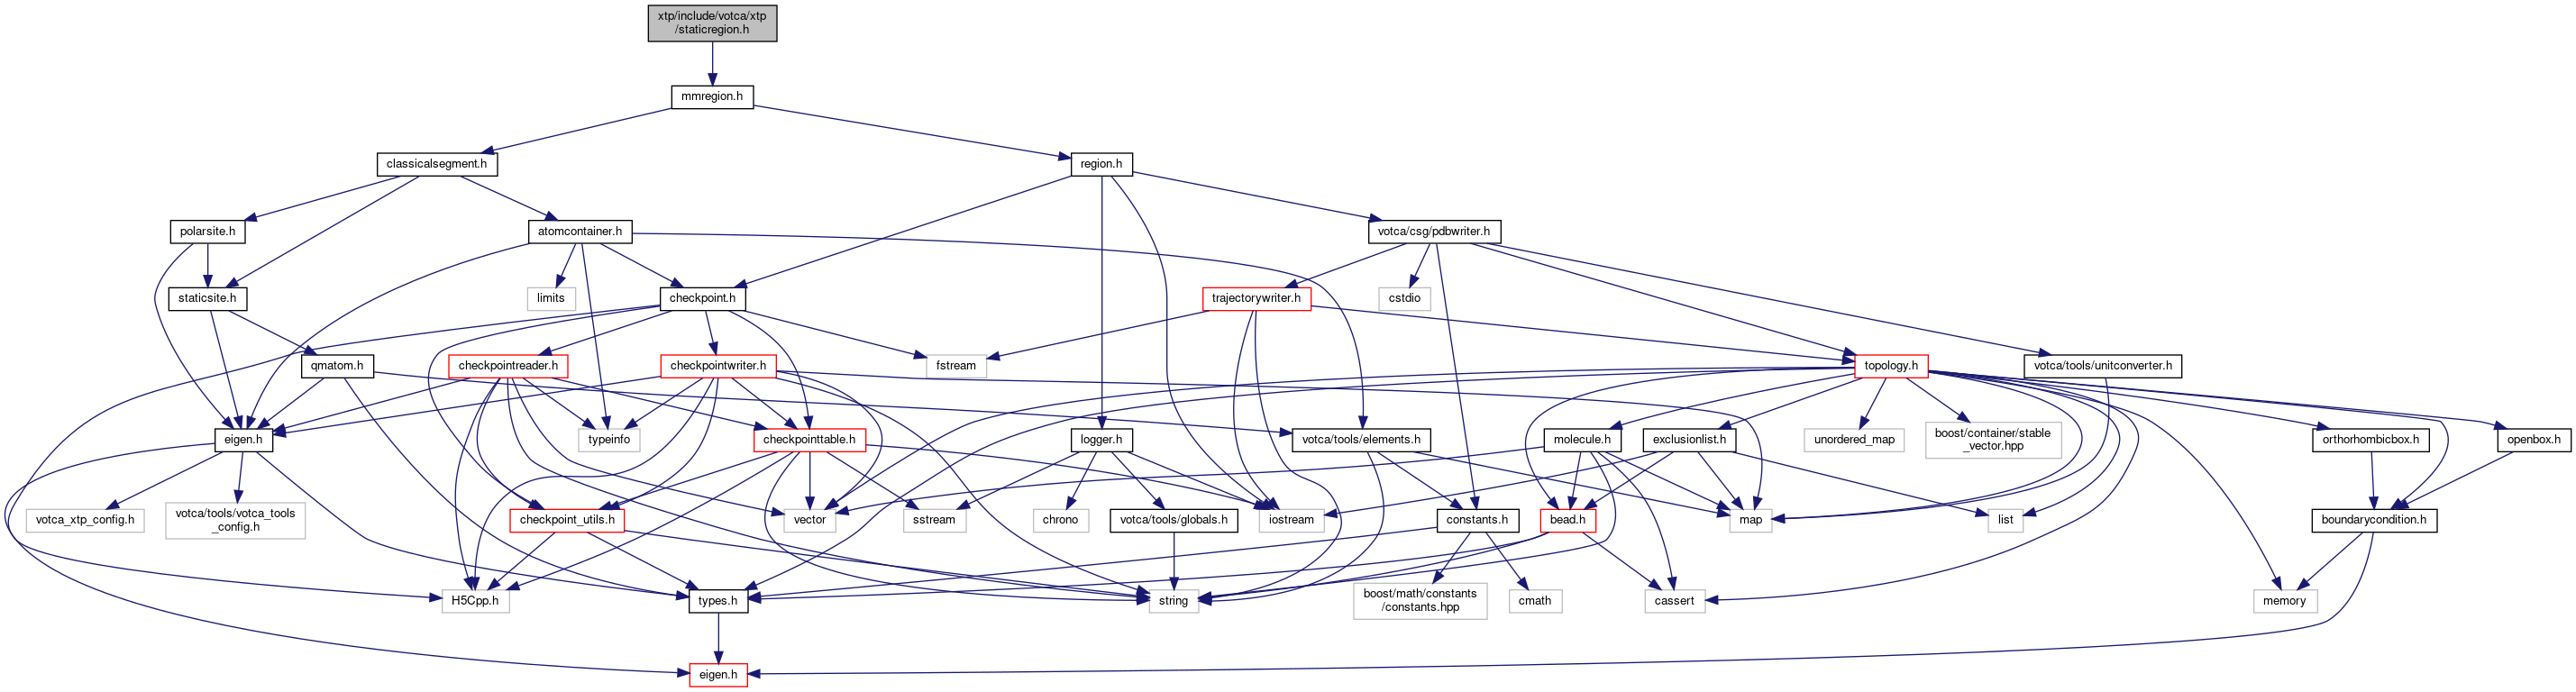 xtp/include/votca/xtp
/staticregion.h
mmregion.h
classicalsegment.h
region.h
polarsite.h
atomcontainer.h
votca/csg/pdbwriter.h
staticsite.h
limits
checkpoint.h
trajectorywriter.h
cstdio
qmatom.h
checkpointreader.h
checkpointwriter.h
fstream
topology.h
votca/tools/unitconverter.h
eigen.h
typeinfo
checkpointtable.h
logger.h
votca/tools/elements.h
molecule.h
exclusionlist.h
unordered_map
boost/container/stable
_vector.hpp
orthorhombicbox.h
openbox.h
votca_xtp_config.h
votca/tools/votca_tools
_config.h
checkpoint_utils.h
vector
sstream
chrono
votca/tools/globals.h
iostream
constants.h
bead.h
map
list
boundarycondition.h
H5Cpp.h
types.h
string
boost/math/constants
/constants.hpp
cmath
cassert
memory
eigen.h